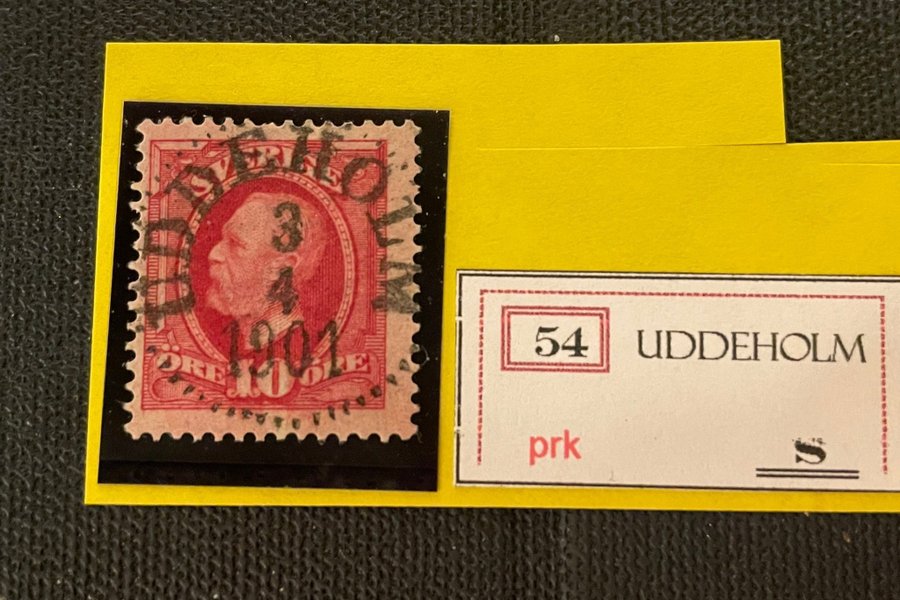 UDDEHOLM
SVERIGE
3
4
1901
ÖRE 10 ÖRE
54 UDDEHOLM
prk
S